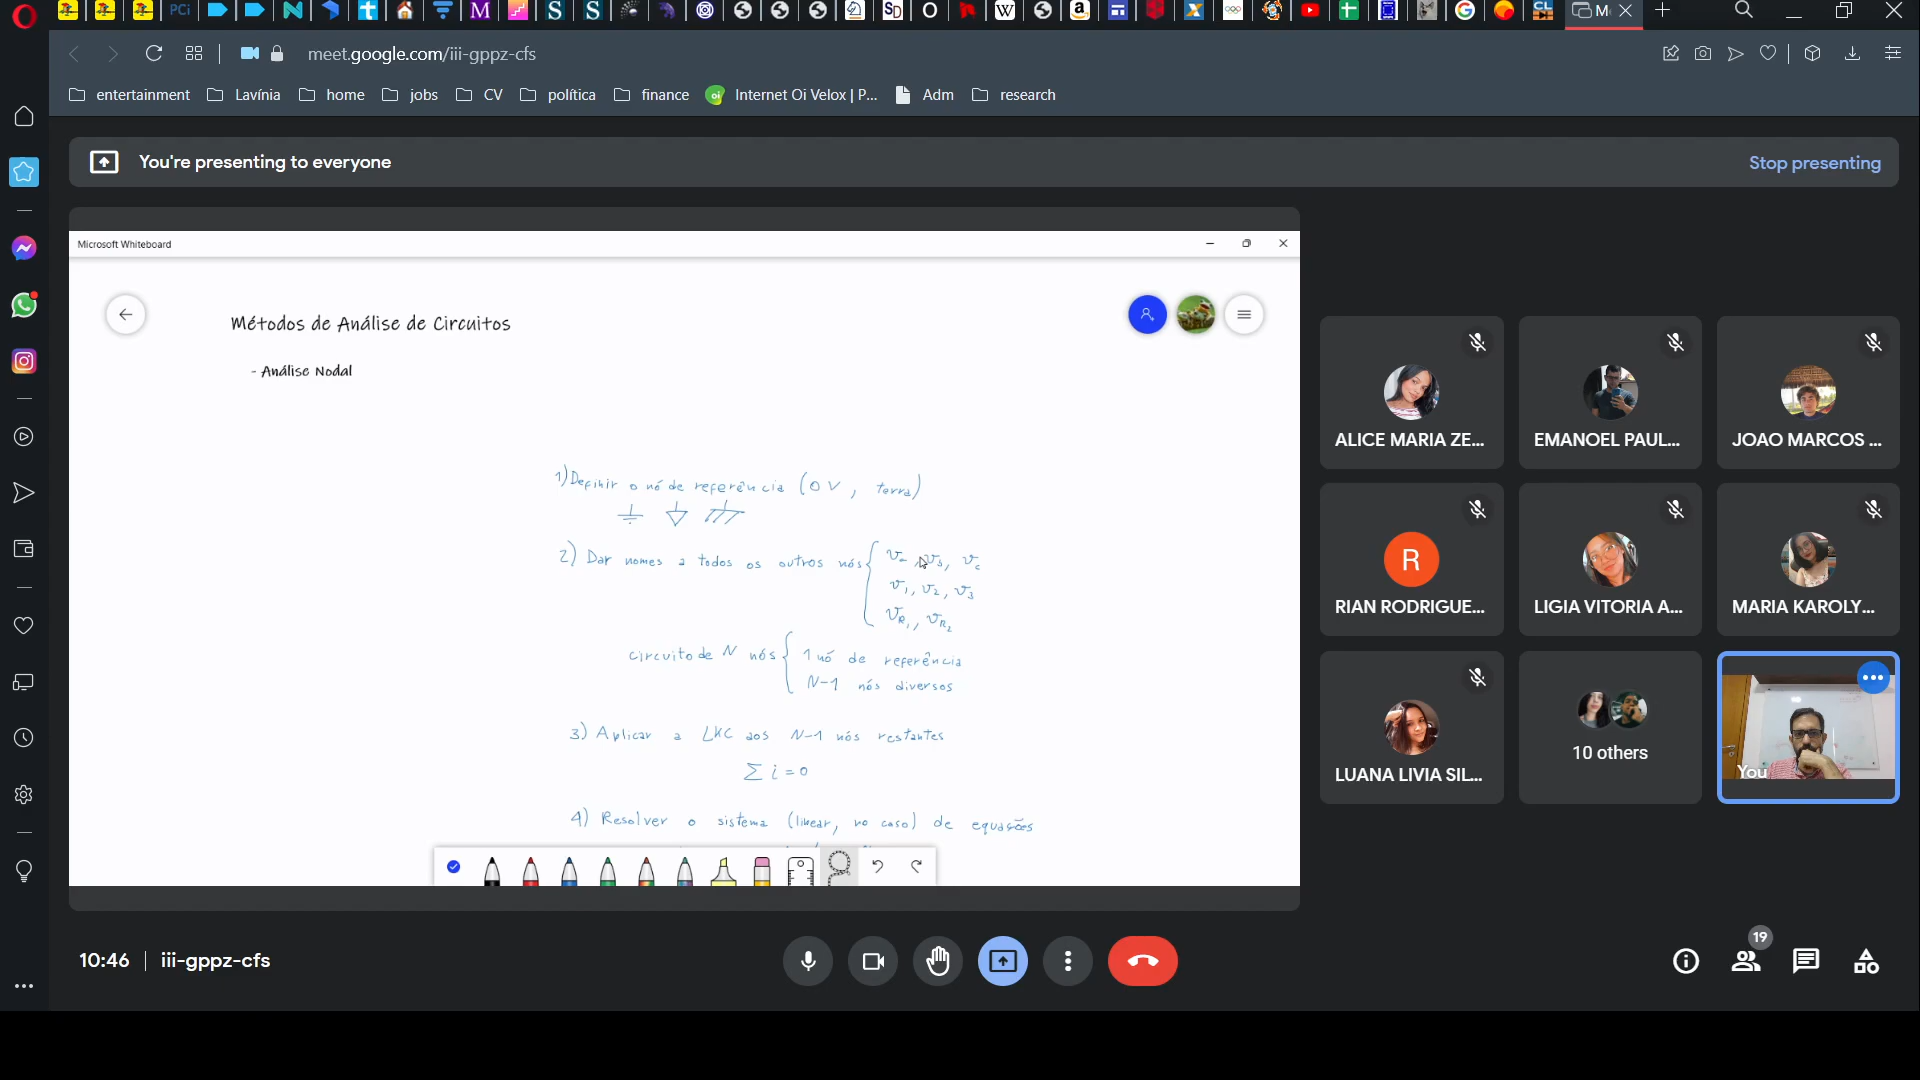 meet.google.com/iii-gppz-cfs
entertainment Lavínia home jobs CV política finance Internet Oi Velox | P... Adm research
You're presenting to everyone
Stop presenting
Microsoft Whiteboard
Métodos de Análise de Circuitos
- Análise Nodal
1) Definir o nó de referência (0 V, terra)
2) Dar nomes a todos os outros nós { va, vb, vc
v1, v2, v3
vR1, vR2
circuito de N nós { 1 nó de referência
N-1 nós diversos
3) Aplicar a LKC aos N-1 nós restantes
Σ i = 0
4) Resolver o sistema (linear, no caso) de equações
ALICE MARIA ZE...
EMANOEL PAUL...
JOAO MARCOS ...
R
RIAN RODRIGUE...
LIGIA VITORIA A...
MARIA KAROLY...
LUANA LIVIA SIL...
10 others
You
10:46 | iii-gppz-cfs
19